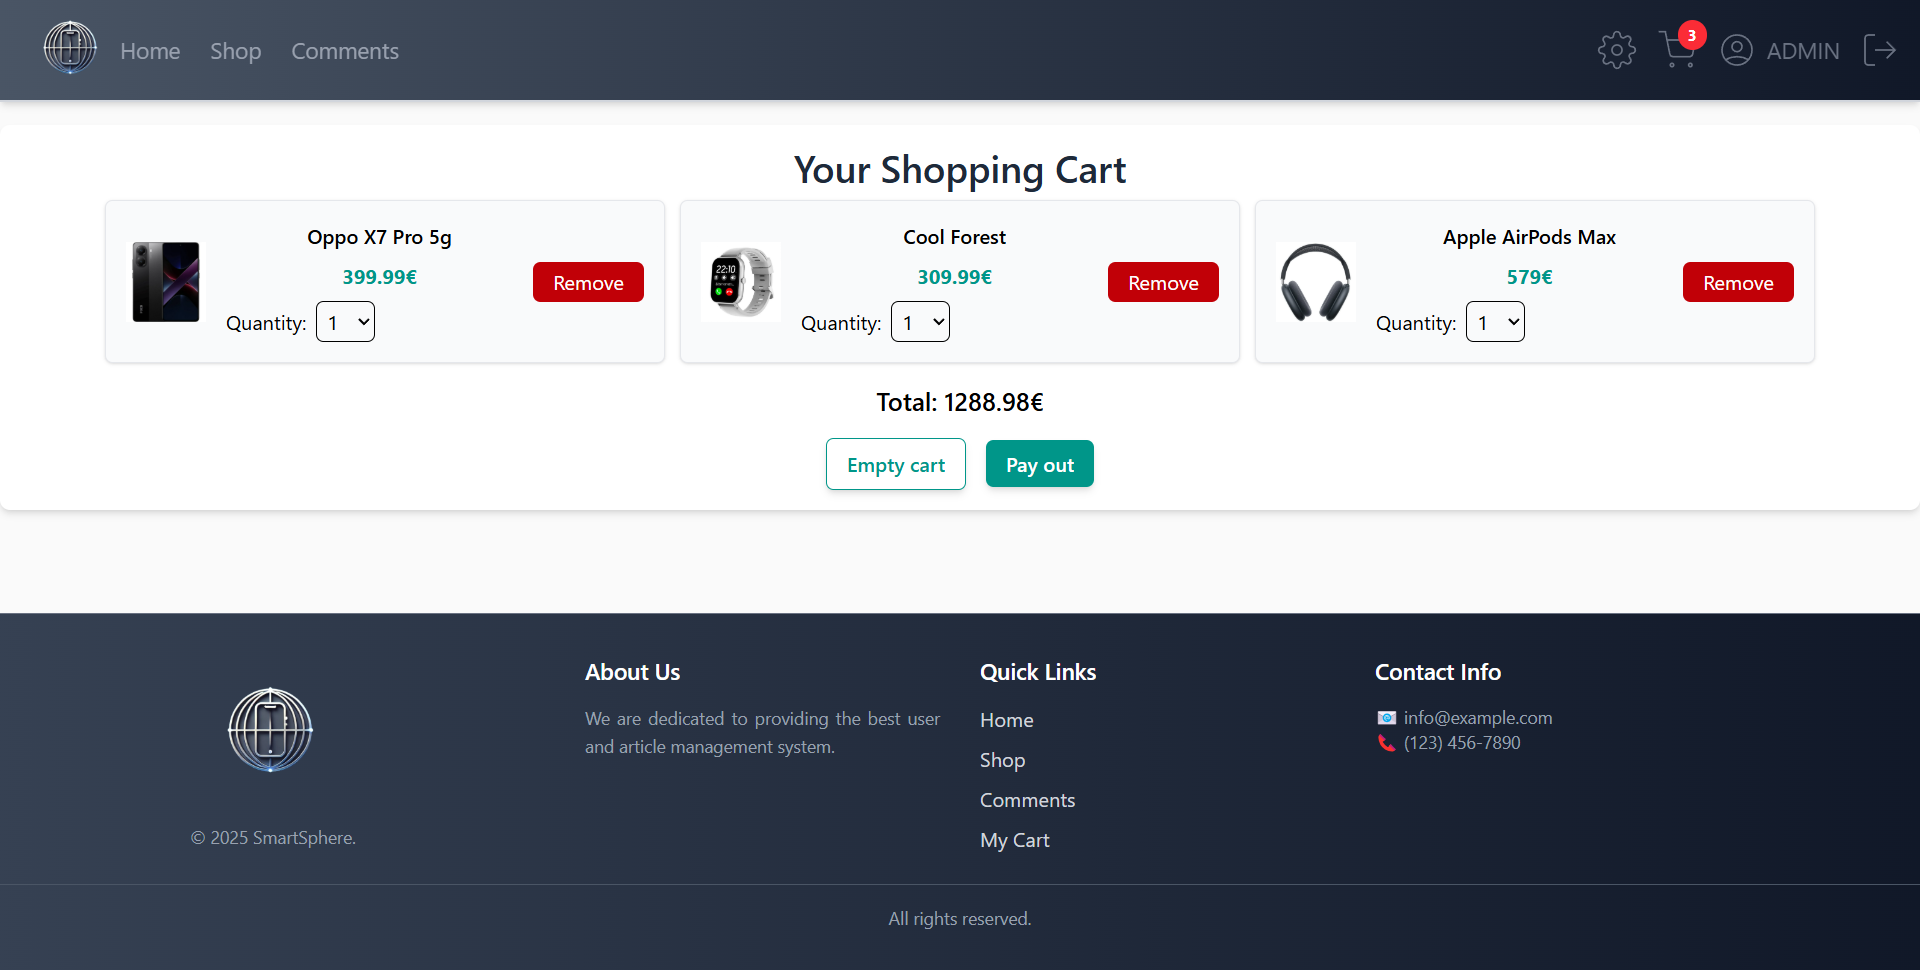 Home Shop Comments 3 ADMIN
Your Shopping Cart
Oppo X7 Pro 5g
399.99€
Quantity: 1
Remove
Cool Forest
309.99€
Quantity: 1
Remove
22:10
Apple AirPods Max
579€
Quantity: 1
Remove
Total: 1288.98€
Empty cart Pay out
© 2025 SmartSphere.
About Us
We are dedicated to providing the best user
and article management system.
Quick Links
Home
Shop
Comments
My Cart
Contact Info
info@example.com
(123) 456-7890
All rights reserved.